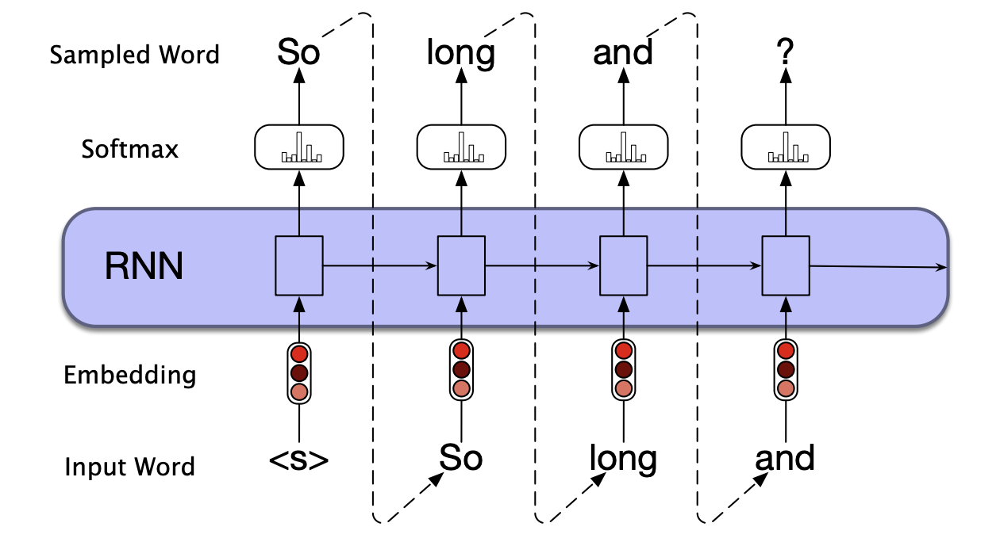 Sampled Word So long and ?
Softmax
RNN
Embedding
Input Word <s> So long and